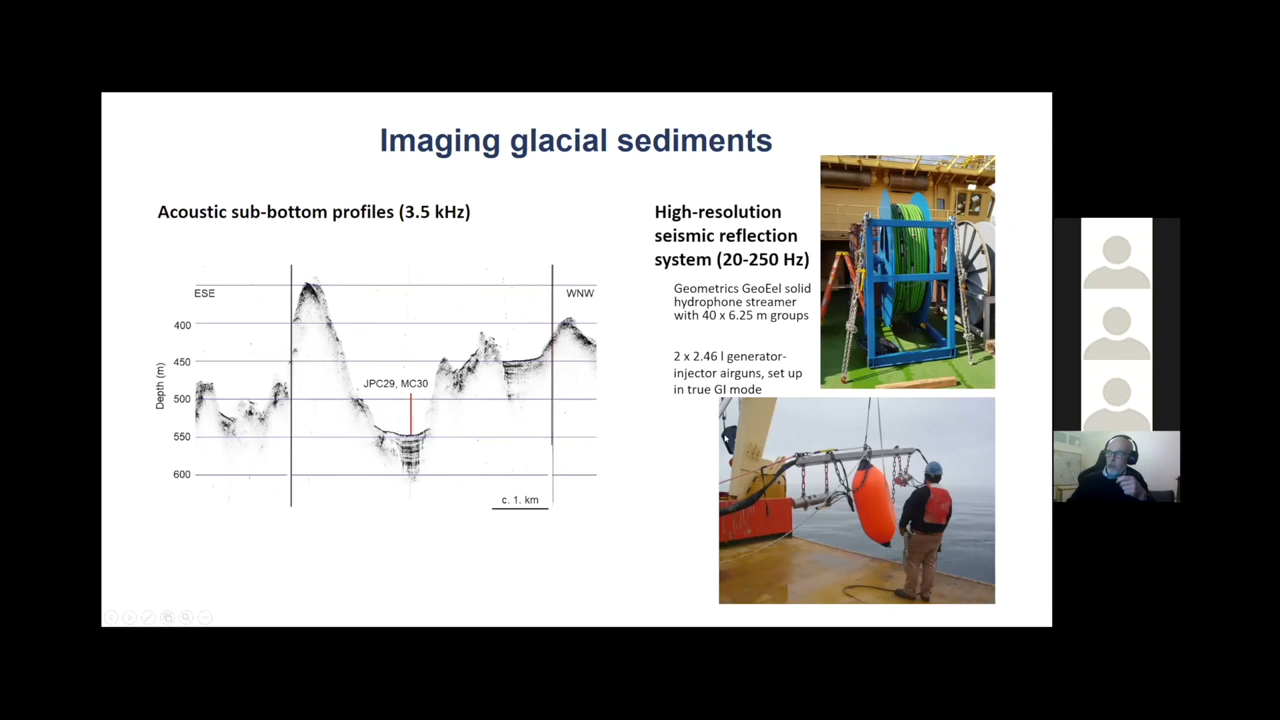 Imaging glacial sediments
Acoustic sub-bottom profiles (3.5 kHz)
ESE
WNW
400
450
500
550
600
Depth (m)
JPC29, MC30
c. 1. km
High-resolution
seismic reflection
system (20-250 Hz)
Geometrics GeoEel solid
hydrophone streamer
with 40 x 6.25 m groups
2 x 2.46 l generator-
injector airguns, set up
in true GI mode